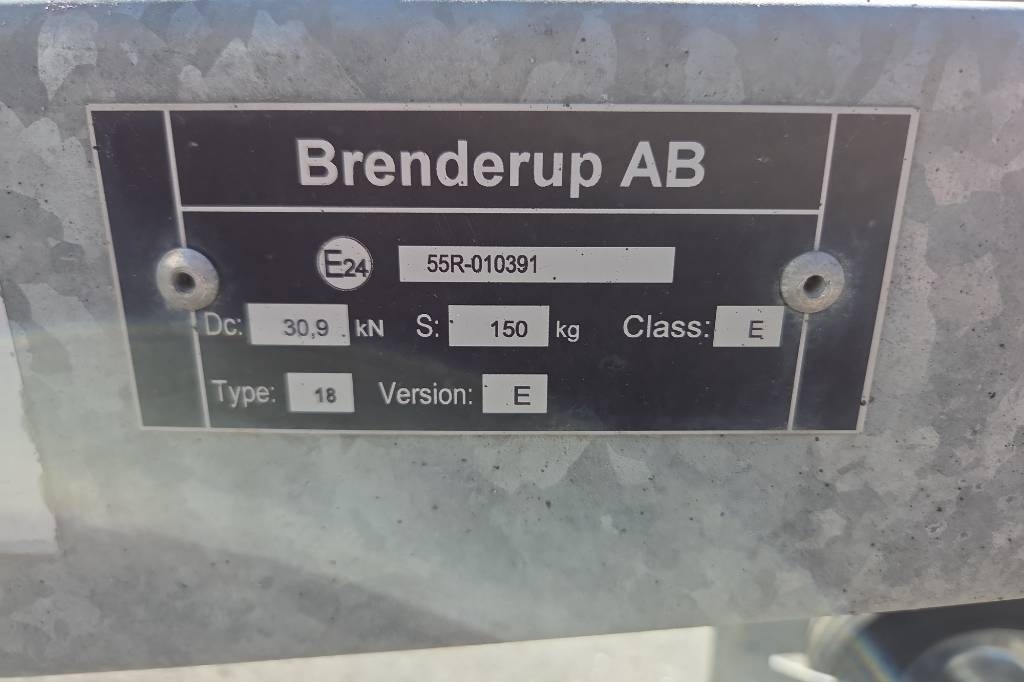 Brenderup AB
E24 55R-010391
Dc: 30,9 kN S: 150 kg Class: E
Type: 18 Version: E